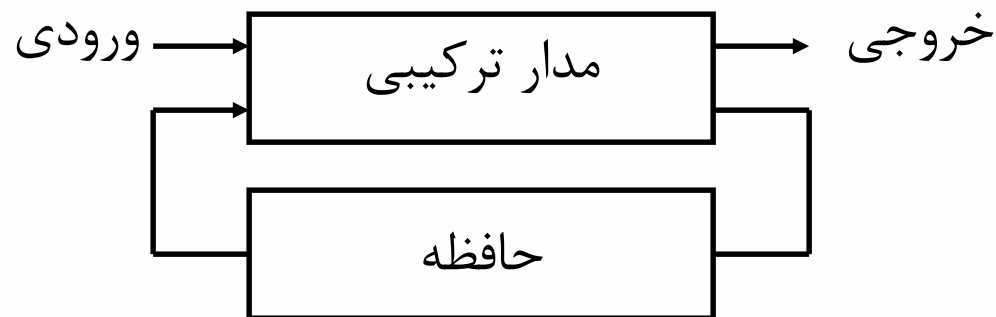 ورودی
مدار ترکیبی
خروجی
حافظه